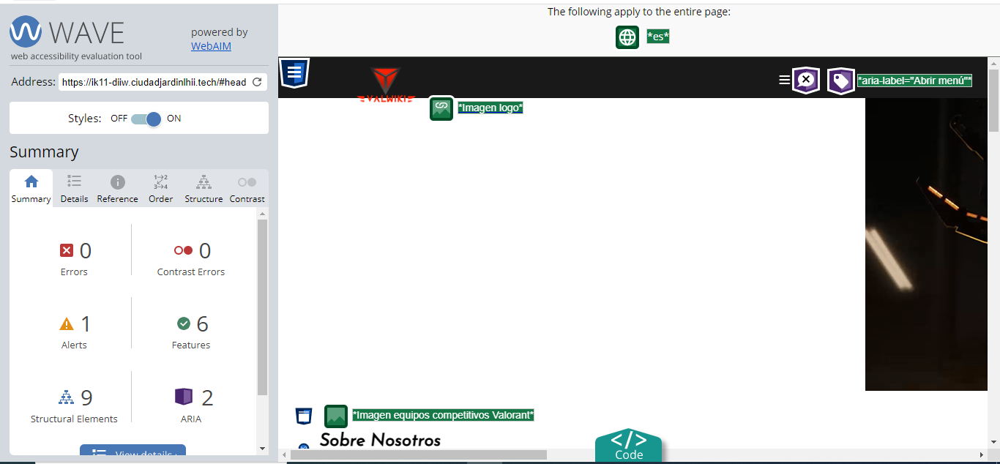 WAVE
powered by
WebAIM
web accessibility evaluation tool
Address: https://ik11-diiw.ciudadjardinlhii.tech/#head
Styles: OFF ON
Summary
Summary Details Reference Order Structure Contrast
0 0
Errors Contrast Errors
1 6
Alerts Features
9 2
Structural Elements ARIA
View details ›
The following apply to the entire page:
*es*
VALWIKI
*Imagen logo*
*aria-label="Abrir menú"*
*Imagen equipos competitivos Valorant*
Sobre Nosotros
</>
Code